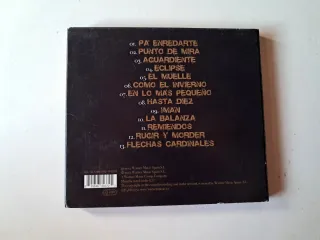 01. PA' ENREDARTE
02. PUNTO DE MIRA
03. AGUARDIENTE
04. ECLIPSE
05. EL MUELLE
06. COMO EL INVIERNO
07. EN LO MÁS PEQUEÑO
08. HASTA DIEZ
09. IMÁN
10. LA BALANZA
11. REMIENDOS
12. RUGIR Y MORDER
13. FLECHAS CARDINALES